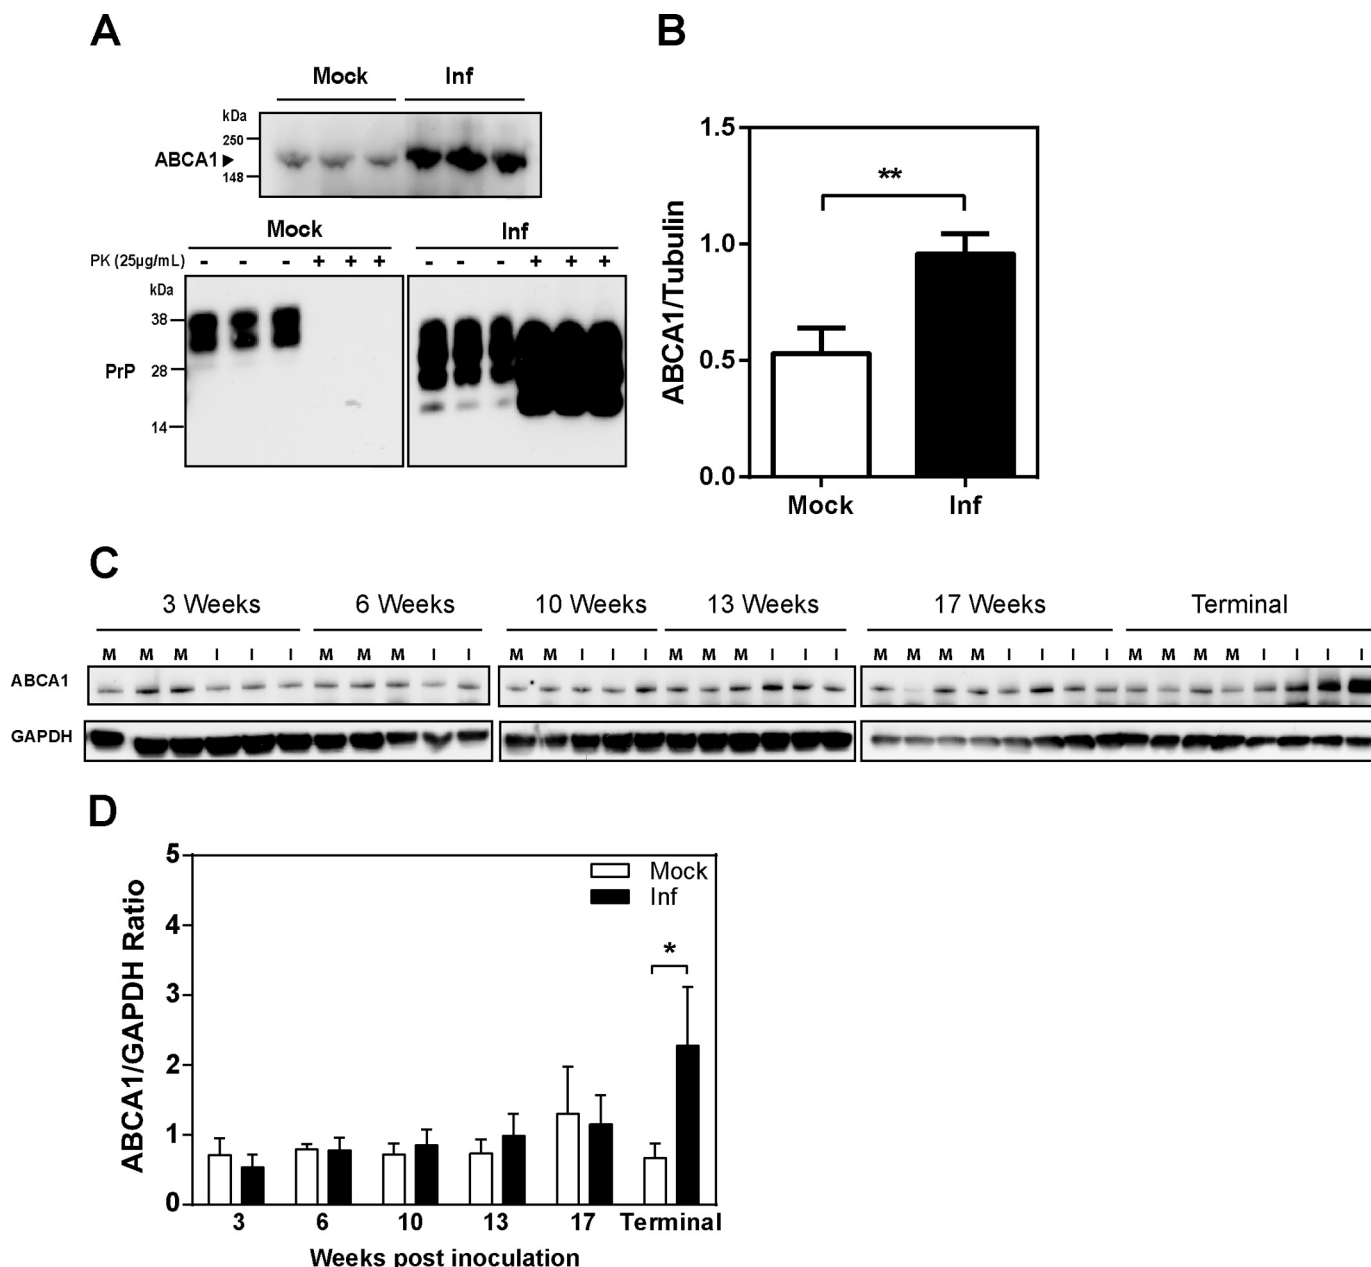 A
Mock Inf
kDa
250
ABCA1
148
Mock Inf
PK (25µg/mL) - - - + + + - - - + + +
kDa
38
PrP 28
14
B
1.5
1.0
0.5
0.0
ABCA1/Tubulin
**
Mock Inf
C
3 Weeks 6 Weeks 10 Weeks 13 Weeks 17 Weeks Terminal
M M M I I I M M M I I M M I I I M M M I I I M M M M I I I I M M M M I I I I
ABCA1
GAPDH
D
5
4
3
2
1
0
ABCA1/GAPDH Ratio
Mock
Inf
*
3 6 10 13 17 Terminal
Weeks post inoculation